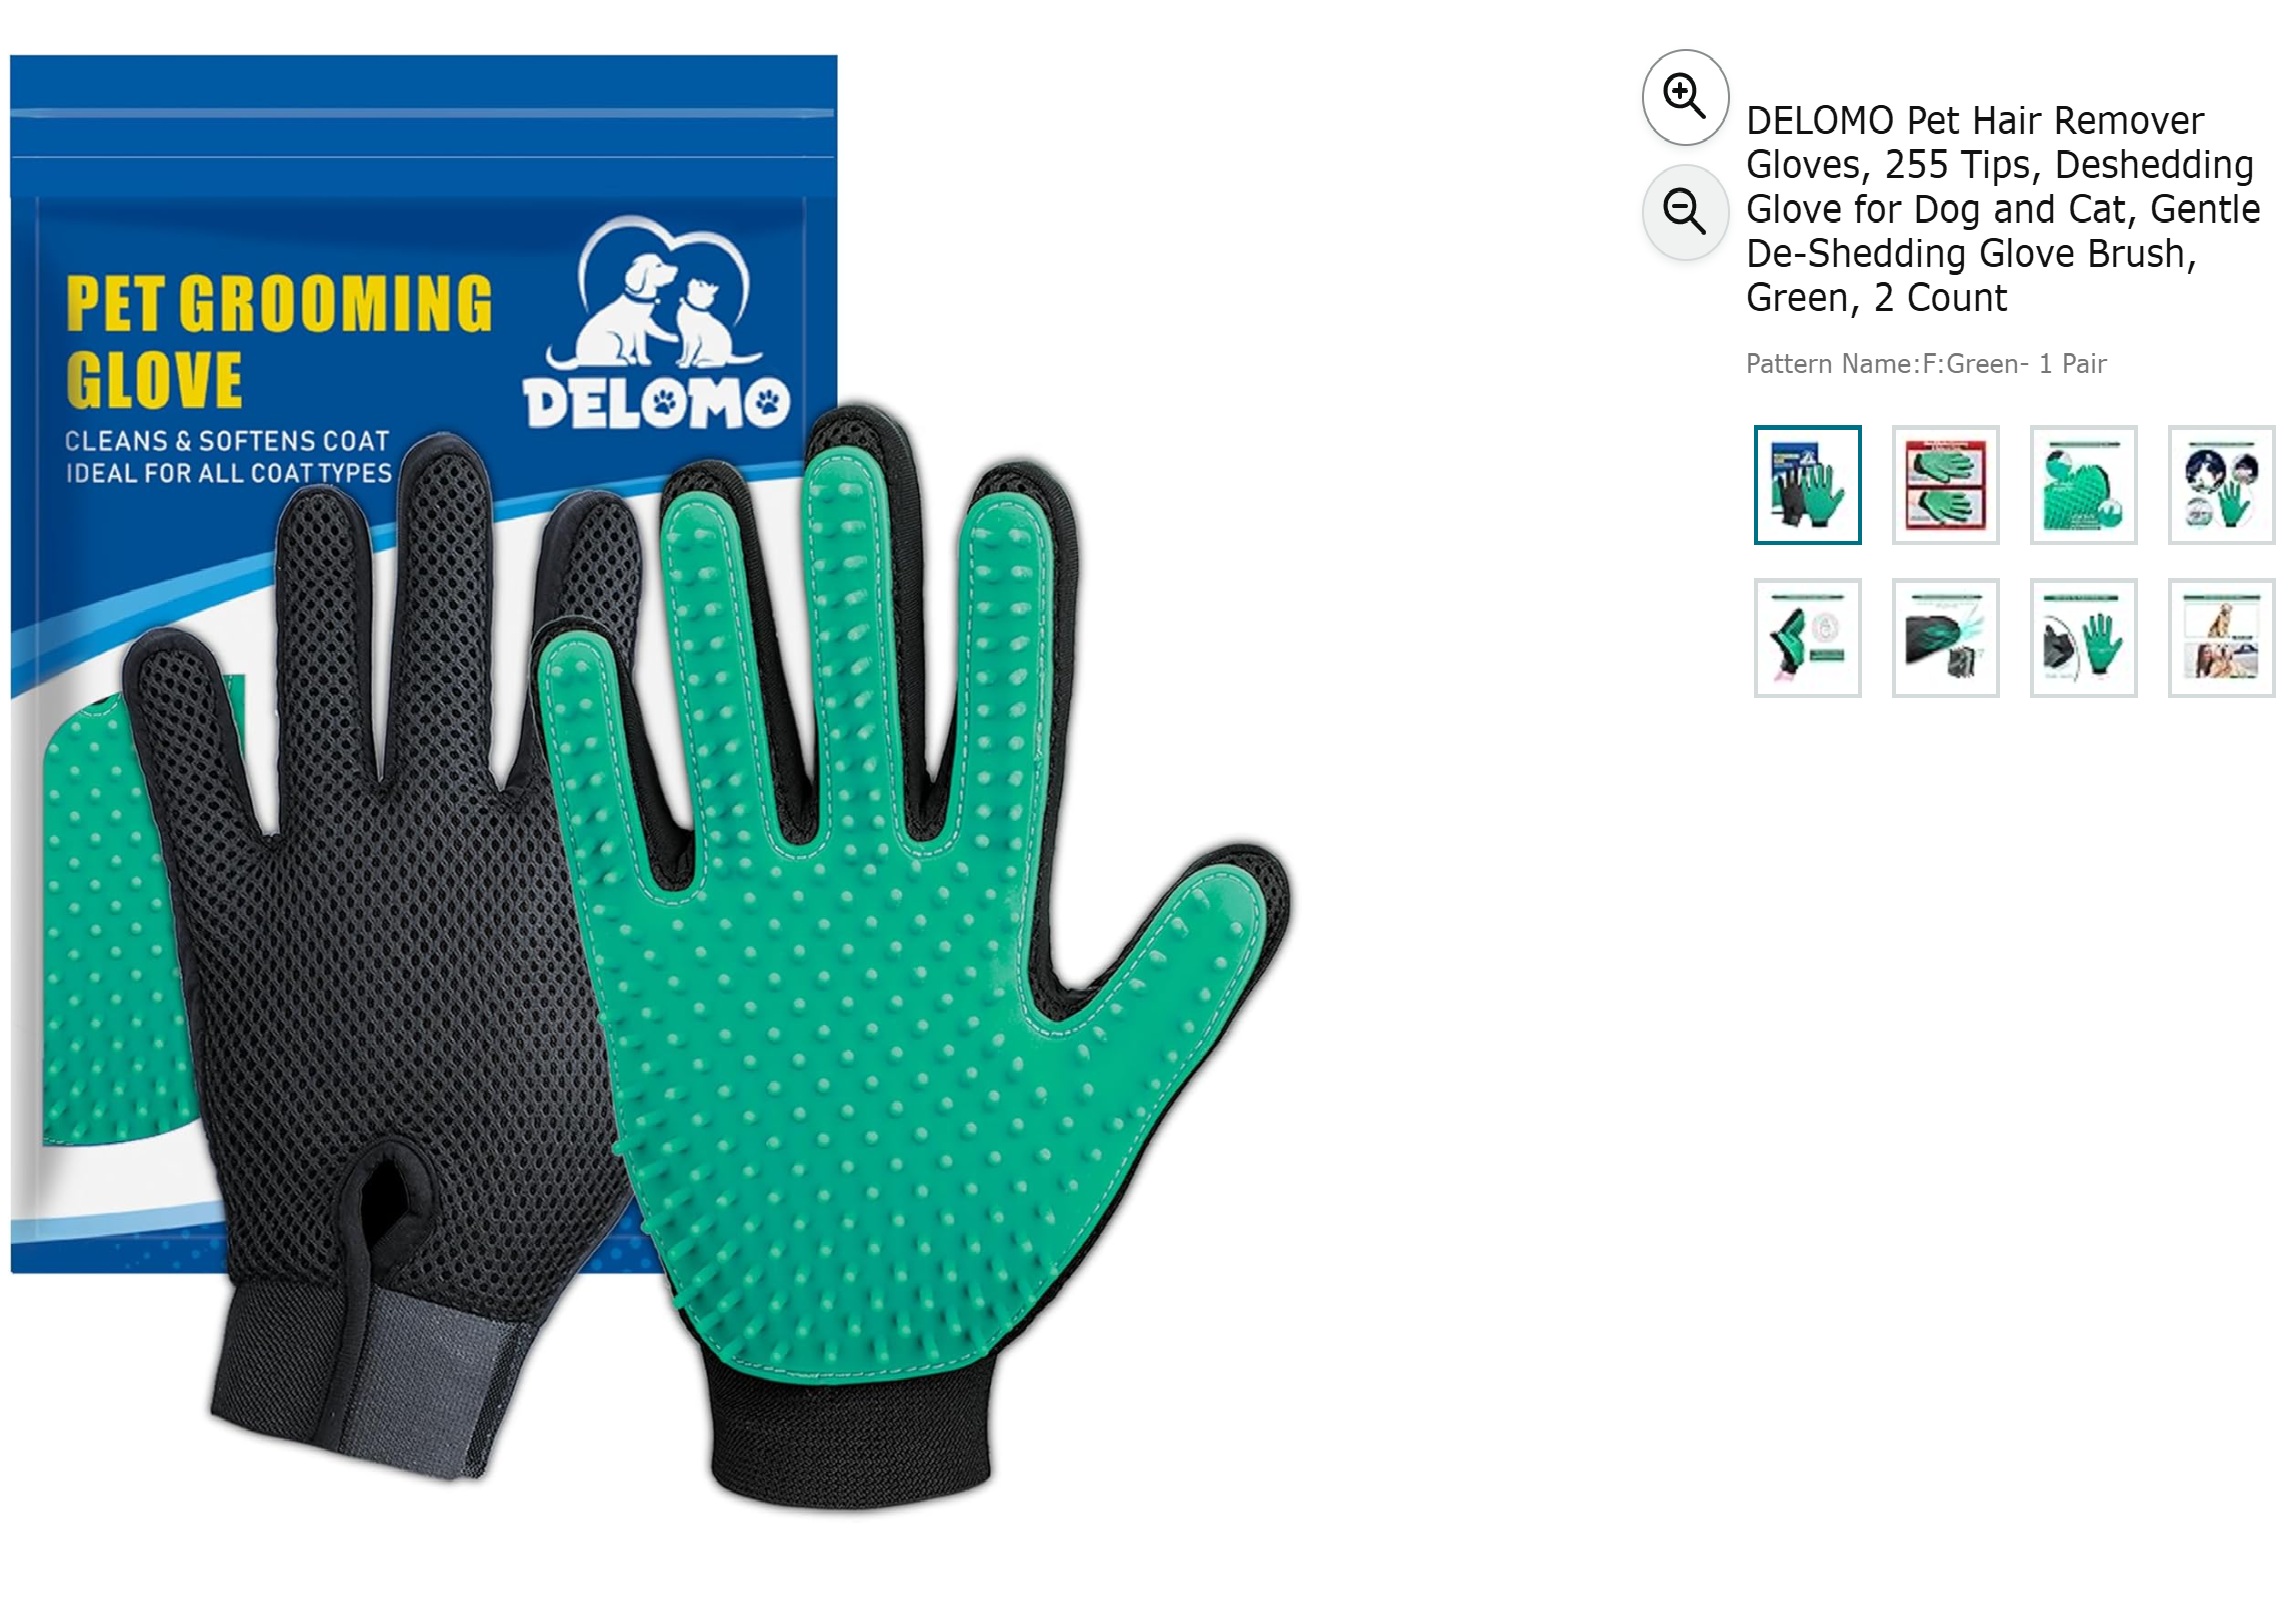 PET GROOMING
GLOVE
CLEANS & SOFTENS COAT
IDEAL FOR ALL COAT TYPES
DELOMO
DELOMO Pet Hair Remover
Gloves, 255 Tips, Deshedding
Glove for Dog and Cat, Gentle
De-Shedding Glove Brush,
Green, 2 Count
Pattern Name:F:Green- 1 Pair